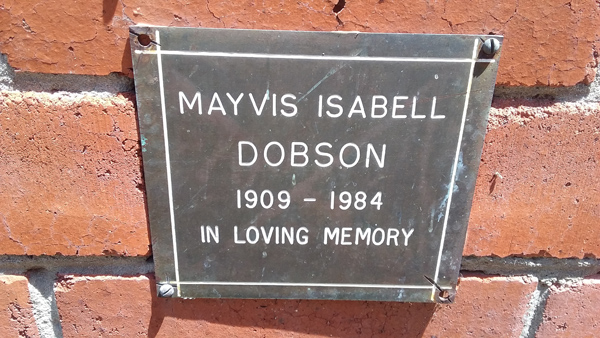 MAYVIS ISABELL
DOBSON
1909 - 1984
IN LOVING MEMORY